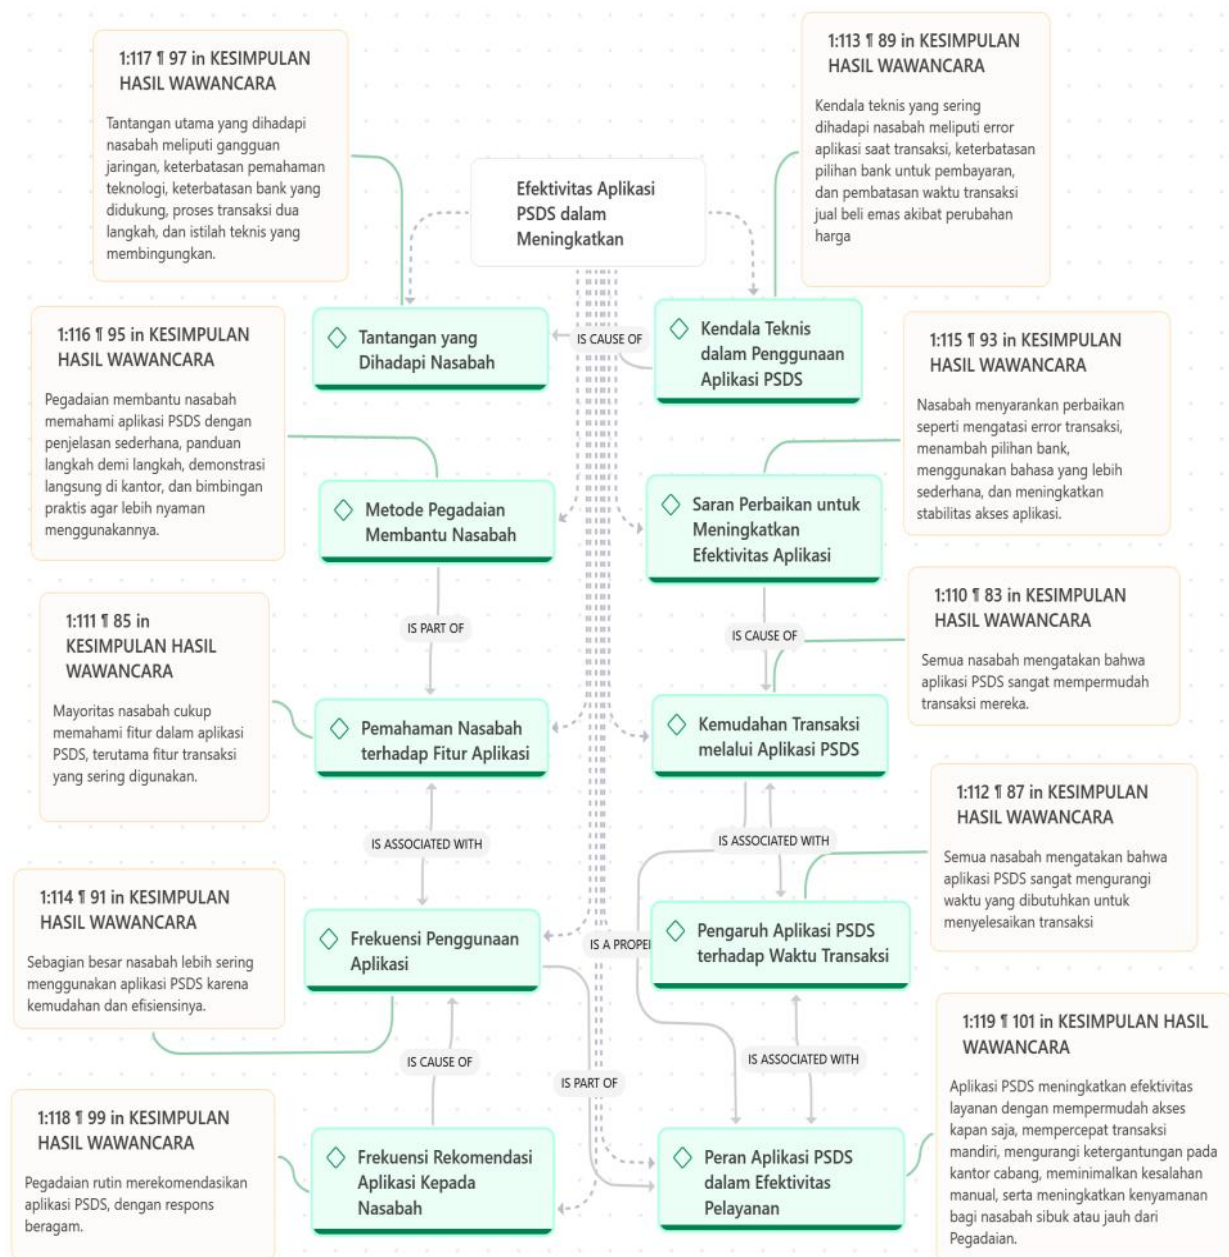 1:117 ¶ 97 in KESIMPULAN
HASIL WAWANCARA
Tantangan utama yang dihadapi
nasabah meliputi gangguan
jaringan, keterbatasan pemahaman
teknologi, keterbatasan bank yang
didukung, proses transaksi dua
langkah, dan istilah teknis yang
membingungkan.
Efektivitas Aplikasi
PSDS dalam
Meningkatkan
1:113 ¶ 89 in KESIMPULAN
HASIL WAWANCARA
Kendala teknis yang sering
dihadapi nasabah meliputi error
aplikasi saat transaksi, keterbatasan
pilihan bank untuk pembayaran,
dan pembatasan waktu transaksi
jual beli emas akibat perubahan
harga
Tantangan yang
Dihadapi Nasabah
IS CAUSE OF
Kendala Teknis
dalam Penggunaan
Aplikasi PSDS
1:116 ¶ 95 in KESIMPULAN
HASIL WAWANCARA
Pegadaian membantu nasabah
memahami aplikasi PSDS dengan
penjelasan sederhana, panduan
langkah demi langkah, demonstrasi
langsung di kantor, dan bimbingan
praktis agar lebih nyaman
menggunakannya.
Metode Pegadaian
Membantu Nasabah
Saran Perbaikan untuk
Meningkatkan
Efektivitas Aplikasi
1:115 ¶ 93 in KESIMPULAN
HASIL WAWANCARA
Nasabah menyarankan perbaikan
seperti mengatasi error transaksi,
menambah pilihan bank,
menggunakan bahasa yang lebih
sederhana, dan meningkatkan
stabilitas akses aplikasi.
IS PART OF
IS CAUSE OF
1:111 ¶ 85 in
KESIMPULAN HASIL
WAWANCARA
Mayoritas nasabah cukup
memahami fitur dalam aplikasi
PSDS, terutama fitur transaksi
yang sering digunakan.
Pemahaman Nasabah
terhadap Fitur Aplikasi
Kemudahan Transaksi
melalui Aplikasi PSDS
1:110 ¶ 83 in KESIMPULAN
HASIL WAWANCARA
Semua nasabah mengatakan bahwa
aplikasi PSDS sangat mempermudah
transaksi mereka.
IS ASSOCIATED WITH
IS ASSOCIATED WITH
1:112 ¶ 87 in KESIMPULAN
HASIL WAWANCARA
Semua nasabah mengatakan bahwa
aplikasi PSDS sangat mengurangi
waktu yang dibutuhkan untuk
menyelesaikan transaksi
1:114 ¶ 91 in KESIMPULAN
HASIL WAWANCARA
Sebagian besar nasabah lebih sering
menggunakan aplikasi PSDS karena
kemudahan dan efisiensinya.
Frekuensi Penggunaan
Aplikasi
IS A PROPE
Pengaruh Aplikasi PSDS
terhadap Waktu Transaksi
IS CAUSE OF
IS PART OF
IS ASSOCIATED WITH
1:118 ¶ 99 in KESIMPULAN
HASIL WAWANCARA
Pegadaian rutin merekomendasikan
aplikasi PSDS, dengan respons
beragam.
Frekuensi Rekomendasi
Aplikasi Kepada
Nasabah
Peran Aplikasi PSDS
dalam Efektivitas
Pelayanan
1:119 ¶ 101 in KESIMPULAN HASIL
WAWANCARA
Aplikasi PSDS meningkatkan efektivitas
layanan dengan mempermudah akses
kapan saja, mempercepat transaksi
mandiri, mengurangi ketergantungan pada
kantor cabang, meminimalkan kesalahan
manual, serta meningkatkan kenyamanan
bagi nasabah sibuk atau jauh dari
Pegadaian.